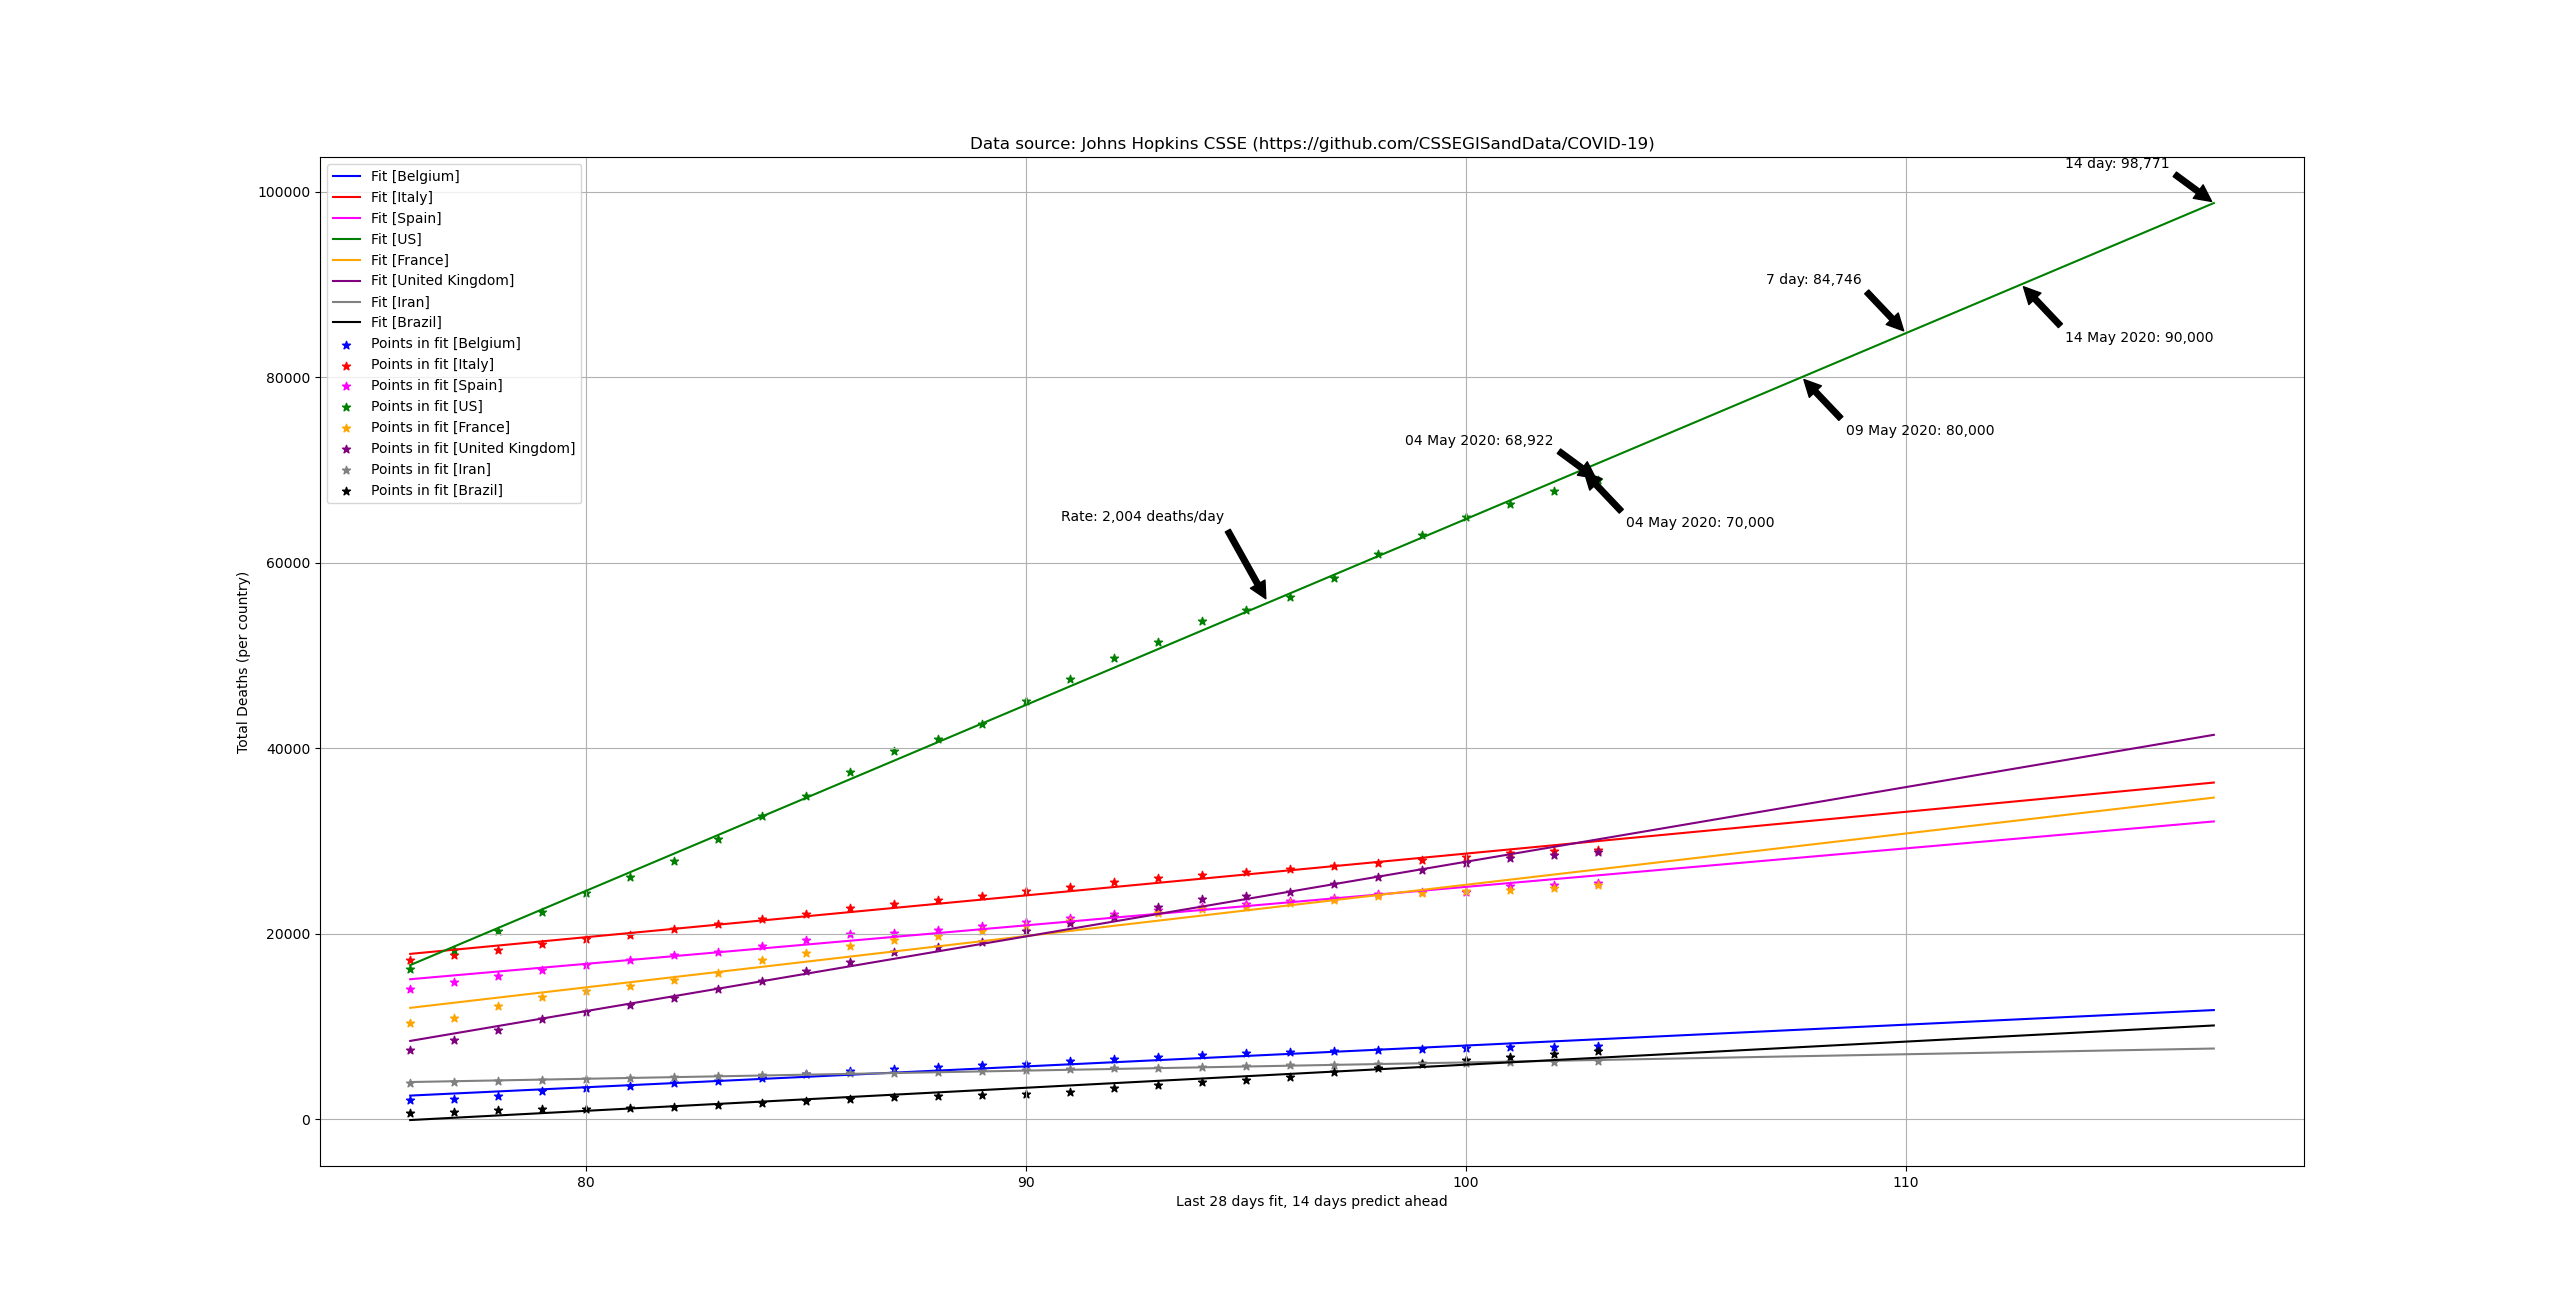 Data source: Johns Hopkins CSSE (https://github.com/CSSEGISandData/COVID-19)
Total Deaths (per country)
100000
80000
60000
40000
20000
0
Fit [Belgium]
Fit [Italy]
Fit [Spain]
Fit [US]
Fit [France]
Fit [United Kingdom]
Fit [Iran]
Fit [Brazil]
Points in fit [Belgium]
Points in fit [Italy]
Points in fit [Spain]
Points in fit [US]
Points in fit [France]
Points in fit [United Kingdom]
Points in fit [Iran]
Points in fit [Brazil]
14 day: 98,771
7 day: 84,746
14 May 2020: 90,000
09 May 2020: 80,000
04 May 2020: 68,922
Rate: 2,004 deaths/day
04 May 2020: 70,000
80
90
100
110
Last 28 days fit, 14 days predict ahead